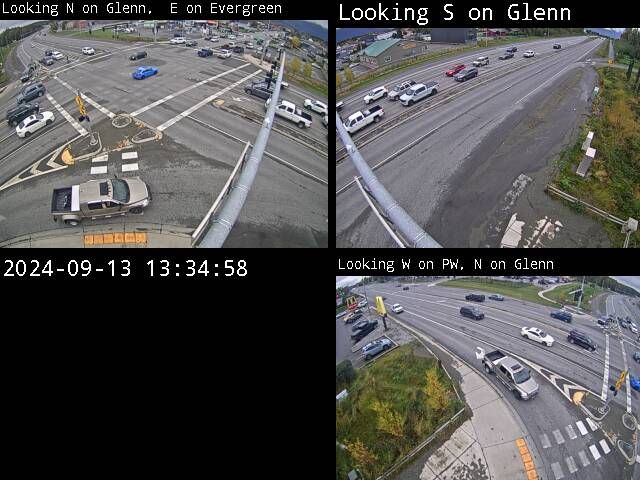 Looking N on Glenn, E on Evergreen
Looking S on Glenn
2024-09-13 13:34:58
Looking W on PW, N on Glenn